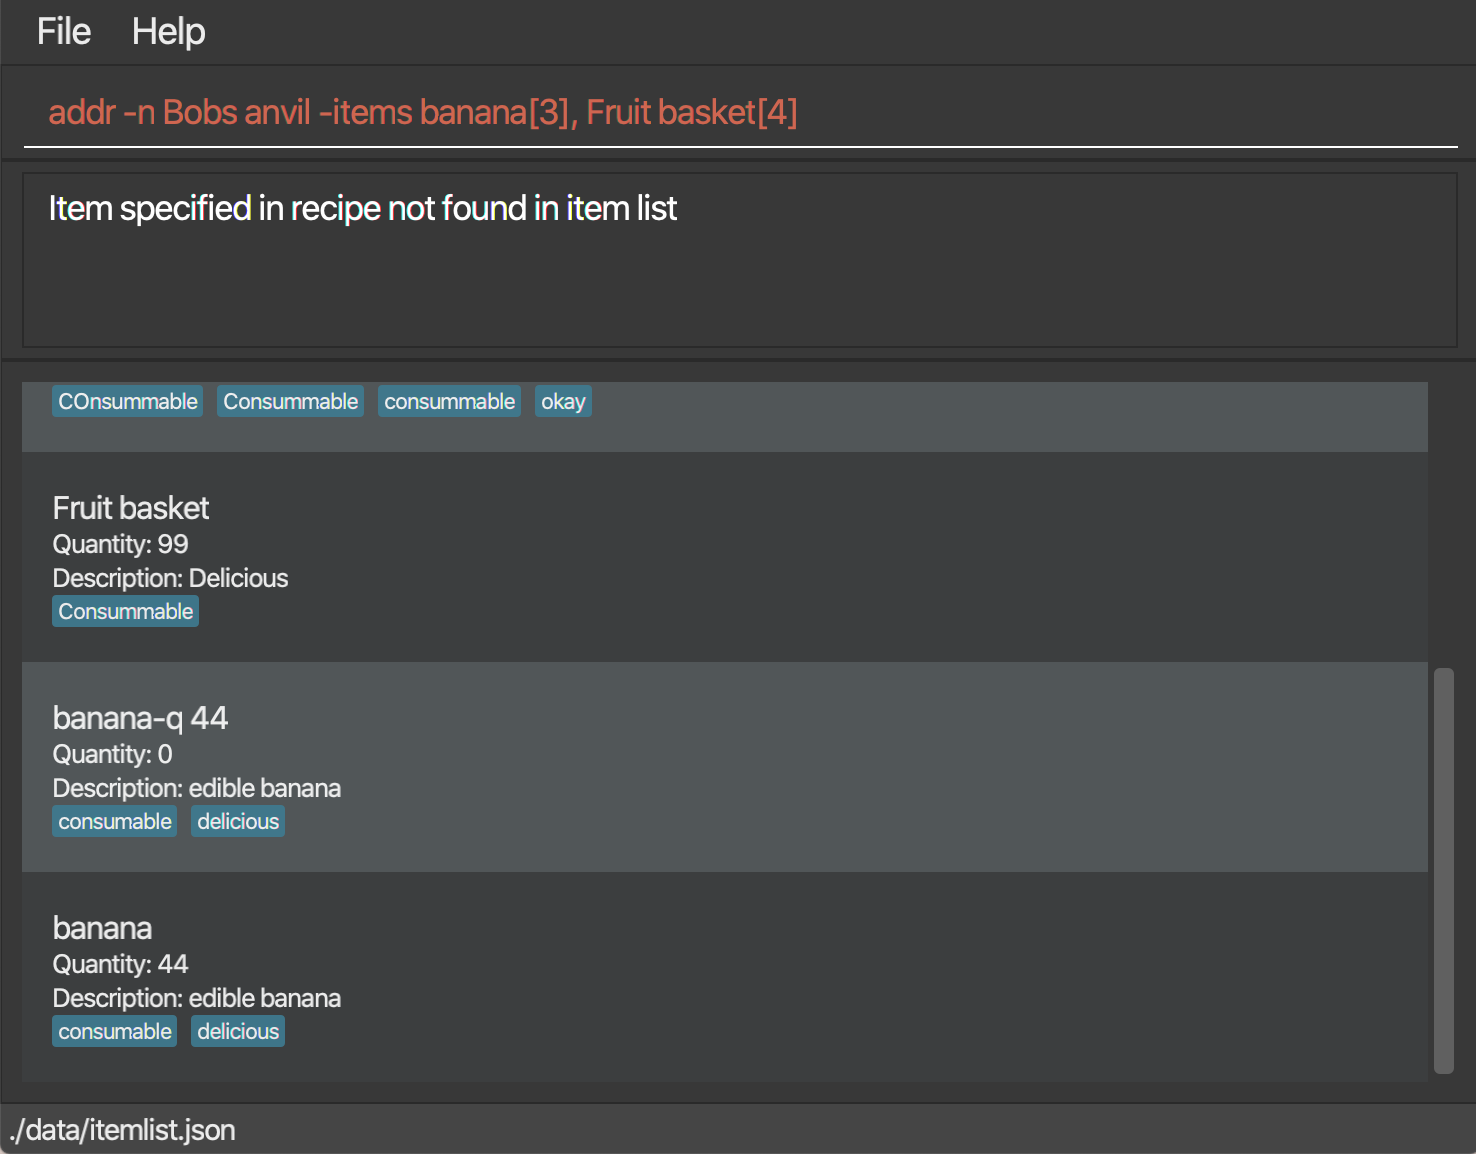 File Help
addr -n Bobs anvil -items banana[3], Fruit basket[4]
Item specified in recipe not found in item list
COnsummable Consummable consummable okay
Fruit basket
Quantity: 99
Description: Delicious
Consummable
banana-q 44
Quantity: 0
Description: edible banana
consumable delicious
banana
Quantity: 44
Description: edible banana
consumable delicious
./data/itemlist.json